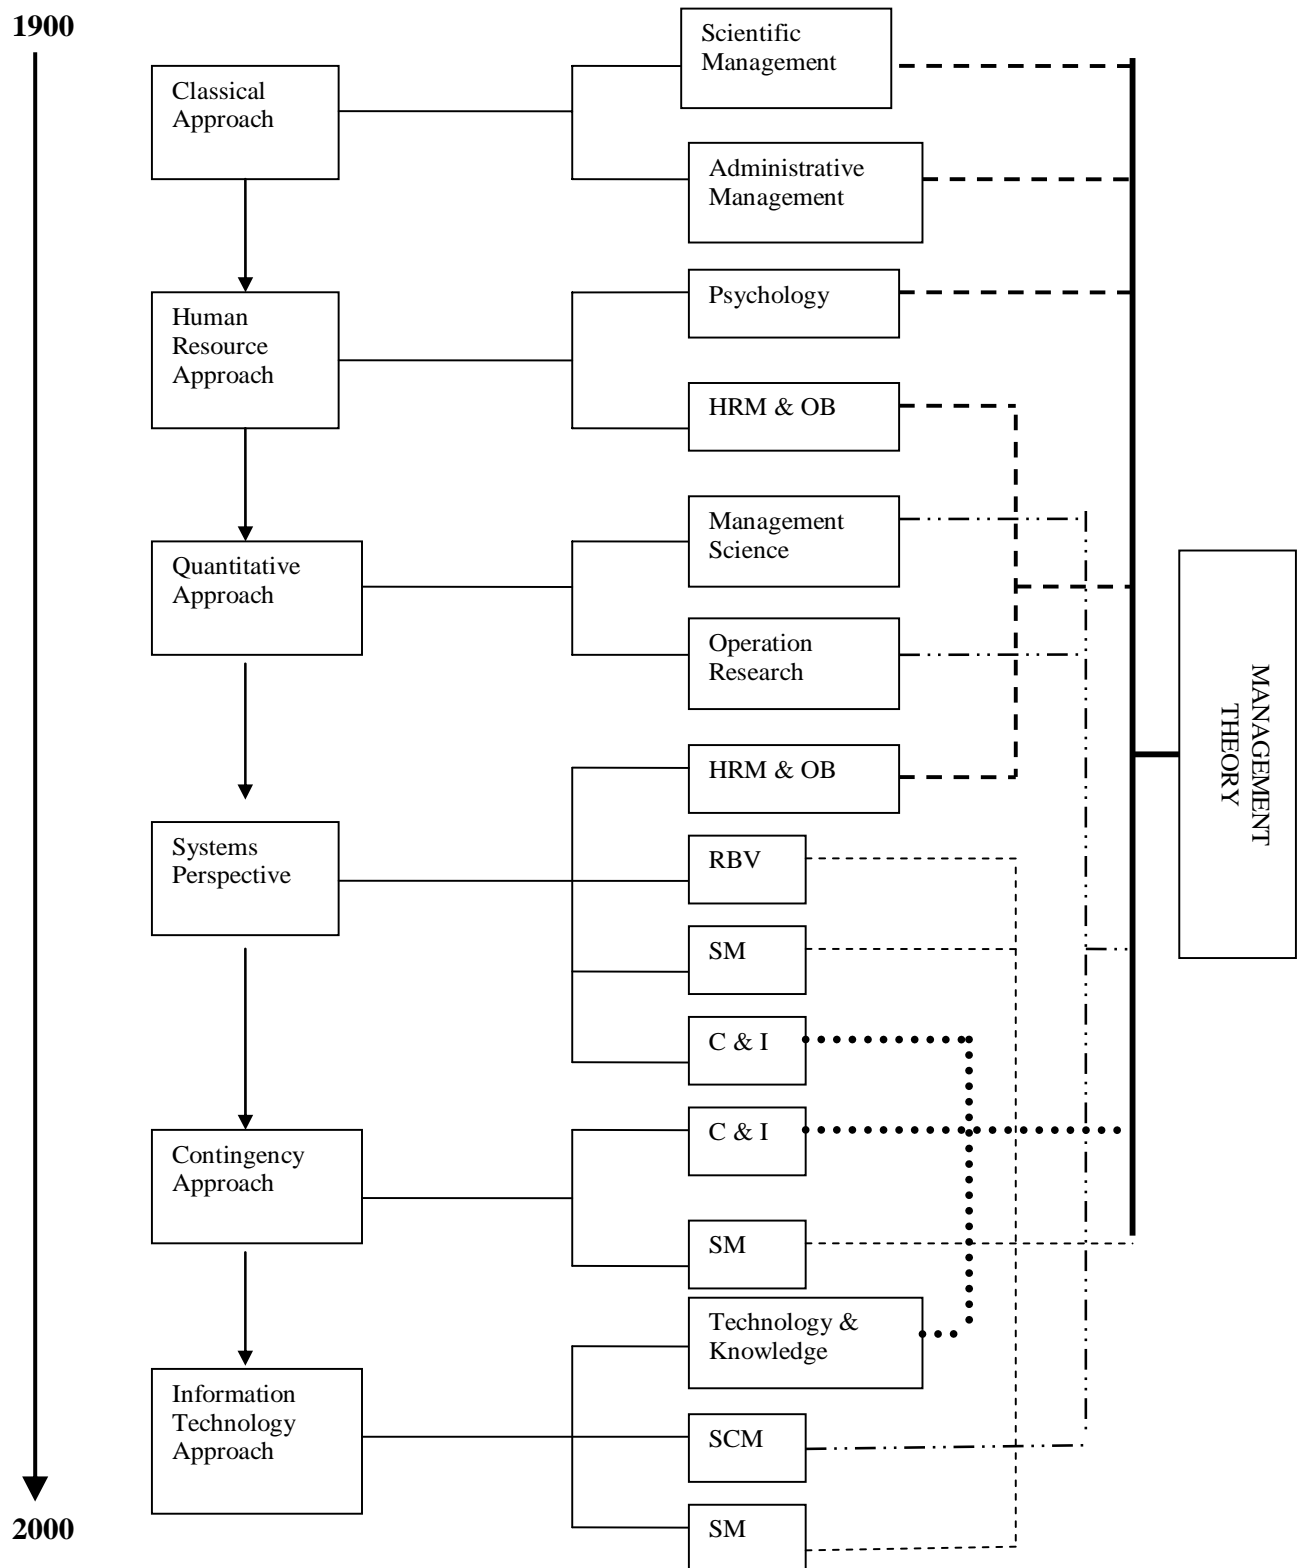 1900
Scientific
Management
Classical
Approach
Administrative
Management
Psychology
Human
Resource
Approach
HRM & OB
Management
Science
Quantitative
Approach
Operation
Research
MANAGEMENT
THEORY
HRM & OB
Systems
Perspective
RBV
SM
C & I
C & I
Contingency
Approach
SM
Technology &
Knowledge
Information
Technology
Approach
SCM
SM
2000